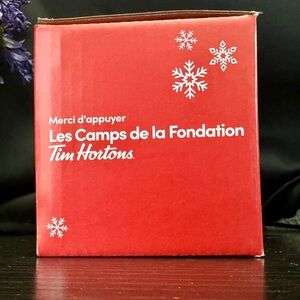 Merci d'appuyer
Les Camps de la Fondation
Tim Hortons